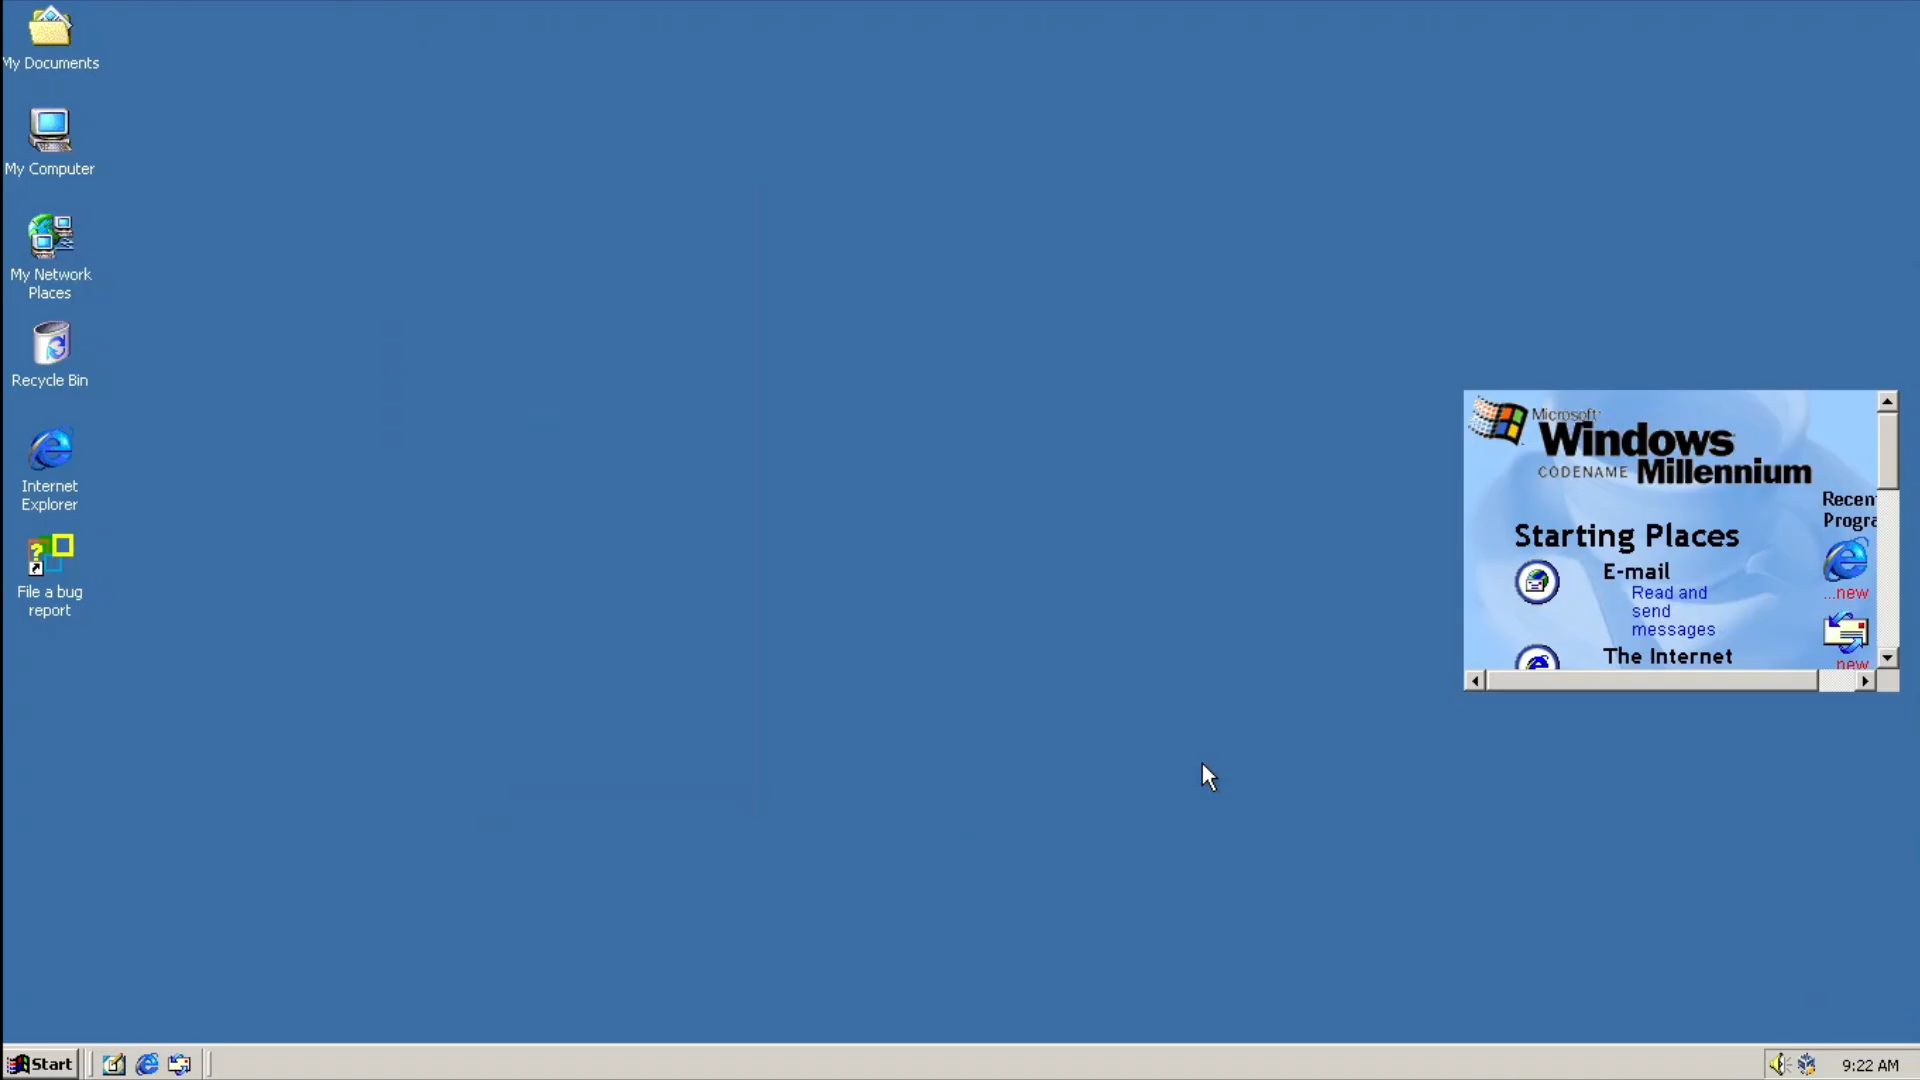 My Documents
My Computer
My Network
Places
Recycle Bin
Internet
Explorer
File a bug
report
Microsoft
Windows
CODENAME Millennium
Recen
Progra
Starting Places
E-mail
Read and
send
messages
...new
The Internet
new
Start
9:22 AM